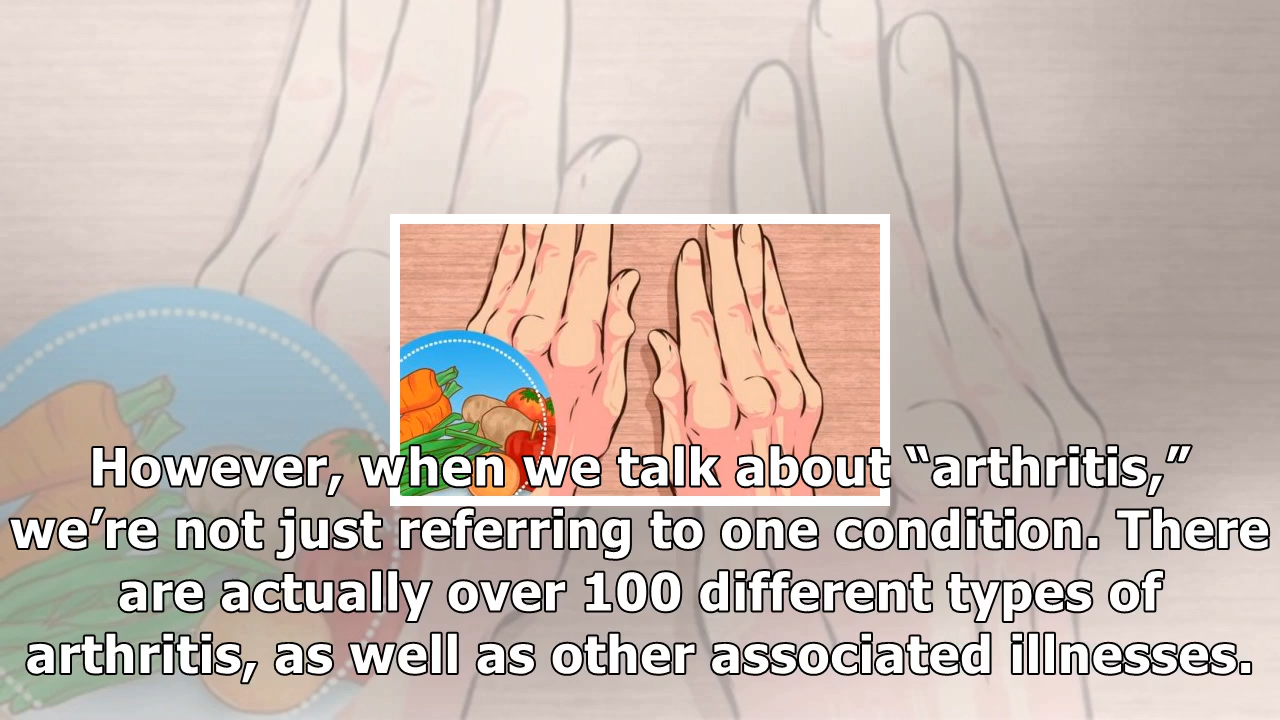 However, when we talk about “arthritis,”
we’re not just referring to one condition. There
are actually over 100 different types of
arthritis, as well as other associated illnesses.